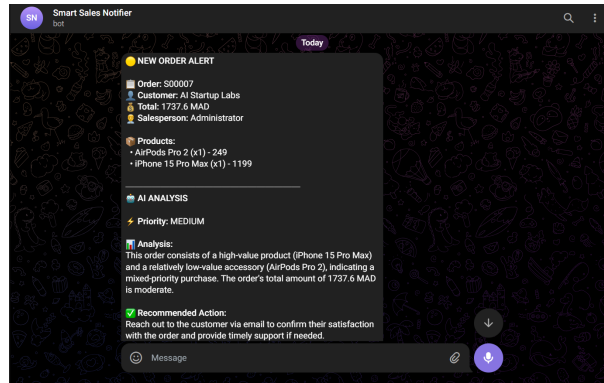 SN
Smart Sales Notifier
bot
Today
NEW ORDER ALERT
Order: S00007
Customer: AI Startup Labs
Total: 1737.6 MAD
Salesperson: Administrator
Products:
• AirPods Pro 2 (x1) - 249
• iPhone 15 Pro Max (x1) - 1199
AI ANALYSIS
Priority: MEDIUM
Analysis:
This order consists of a high-value product (iPhone 15 Pro Max)
and a relatively low-value accessory (AirPods Pro 2), indicating a
mixed-priority purchase. The order's total amount of 1737.6 MAD
is moderate.
Recommended Action:
Reach out to the customer via email to confirm their satisfaction
with the order and provide timely support if needed.
Message